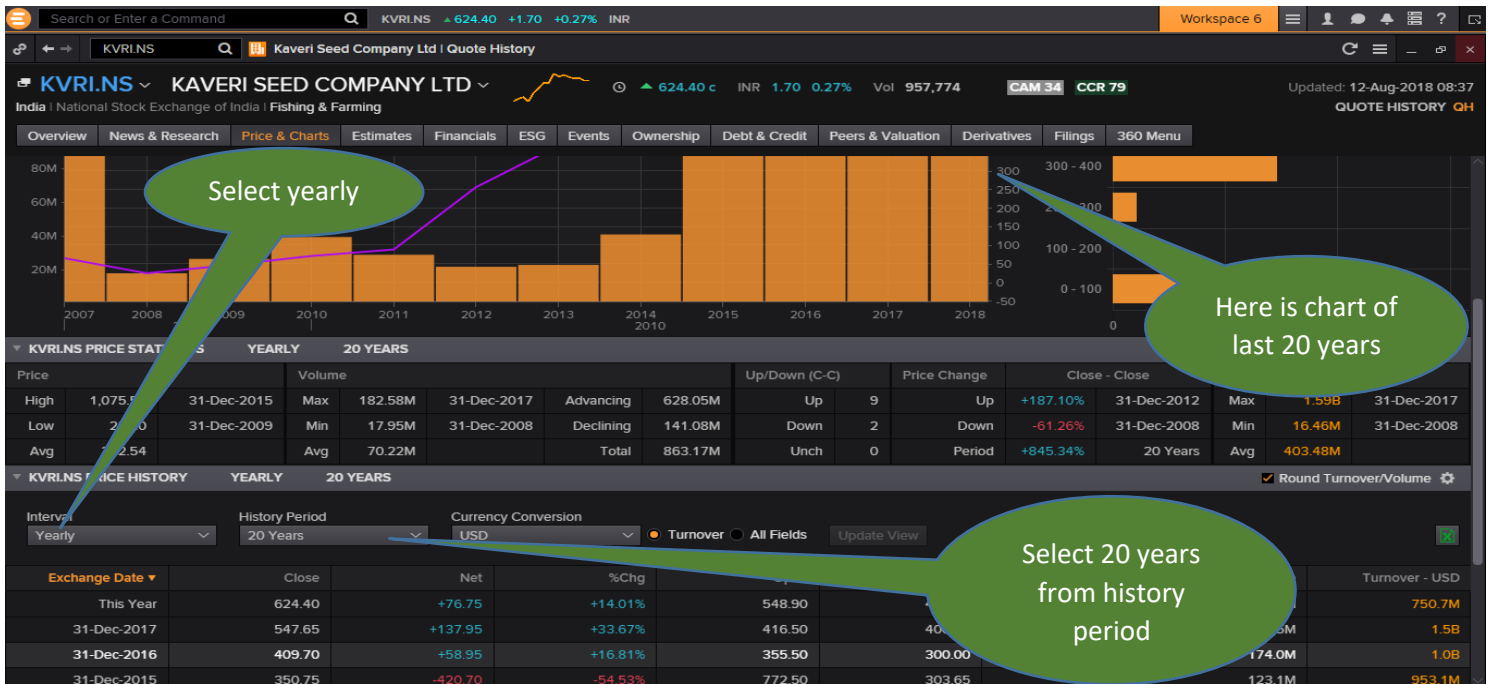 Search or Enter a Command KVRI.NS 624.40 +1.70 +0.27% INR Workspace 6 ?
KVRI.NS Kaveri Seed Company Ltd | Quote History
KVRI.NS KAVERI SEED COMPANY LTD 624.40 c INR 1.70 0.27% Vol 957,774 CAM 34 CCR 79 Updated: 12-Aug-2018 08:37
India | National Stock Exchange of India | Fishing & Farming QUOTE HISTORY QH
Overview News & Research Price & Charts Estimates Financials ESG Events Ownership Debt & Credit Peers & Valuation Derivatives Filings 360 Menu
80M 300 300 - 400
Select yearly
250
60M 200
150
40M 100 100 - 200
20M 50
0 0 - 100
-50
2007 2008 2010 2011 2012 2013 2014 2015 2016 2017 2018
2010 0
Here is chart of
last 20 years
KVRI.NS PRICE YEARLY 20 YEARS
Price Volume Up/Down (C-C) Price Change Close - Close
High 31-Dec-2015 Max 182.58M 31-Dec-2017 Advancing 628.05M Up 9 Up +187.10% 31-Dec-2012 Max 1.59B 31-Dec-2017
Low 31-Dec-2009 Min 17.95M 31-Dec-2008 Declining 141.08M Down 2 Down -61.26% 31-Dec-2008 Min 16.46M 31-Dec-2008
Avg Avg 70.22M Total 863.17M Unch 0 Period +845.34% 20 Years Avg 403.48M
KVRI.NS PRICE HISTORY YEARLY 20 YEARS Round Turnover/Volume
Interval History Period Currency Conversion
Yearly 20 Years USD Turnover All Fields Update View
Select 20 years
from history
period
Exchange Date Close Net %Chg Turnover - USD
This Year 624.40 +76.75 +14.01% 548.90 750.7M
31-Dec-2017 547.65 +137.95 +33.67% 416.50 1.5B
31-Dec-2016 409.70 +58.95 +16.81% 355.50 300.00 174.0M 1.0B
31-Dec-2015 350.75 -420.70 -54.53% 772.50 303.65 123.1M 953.1M